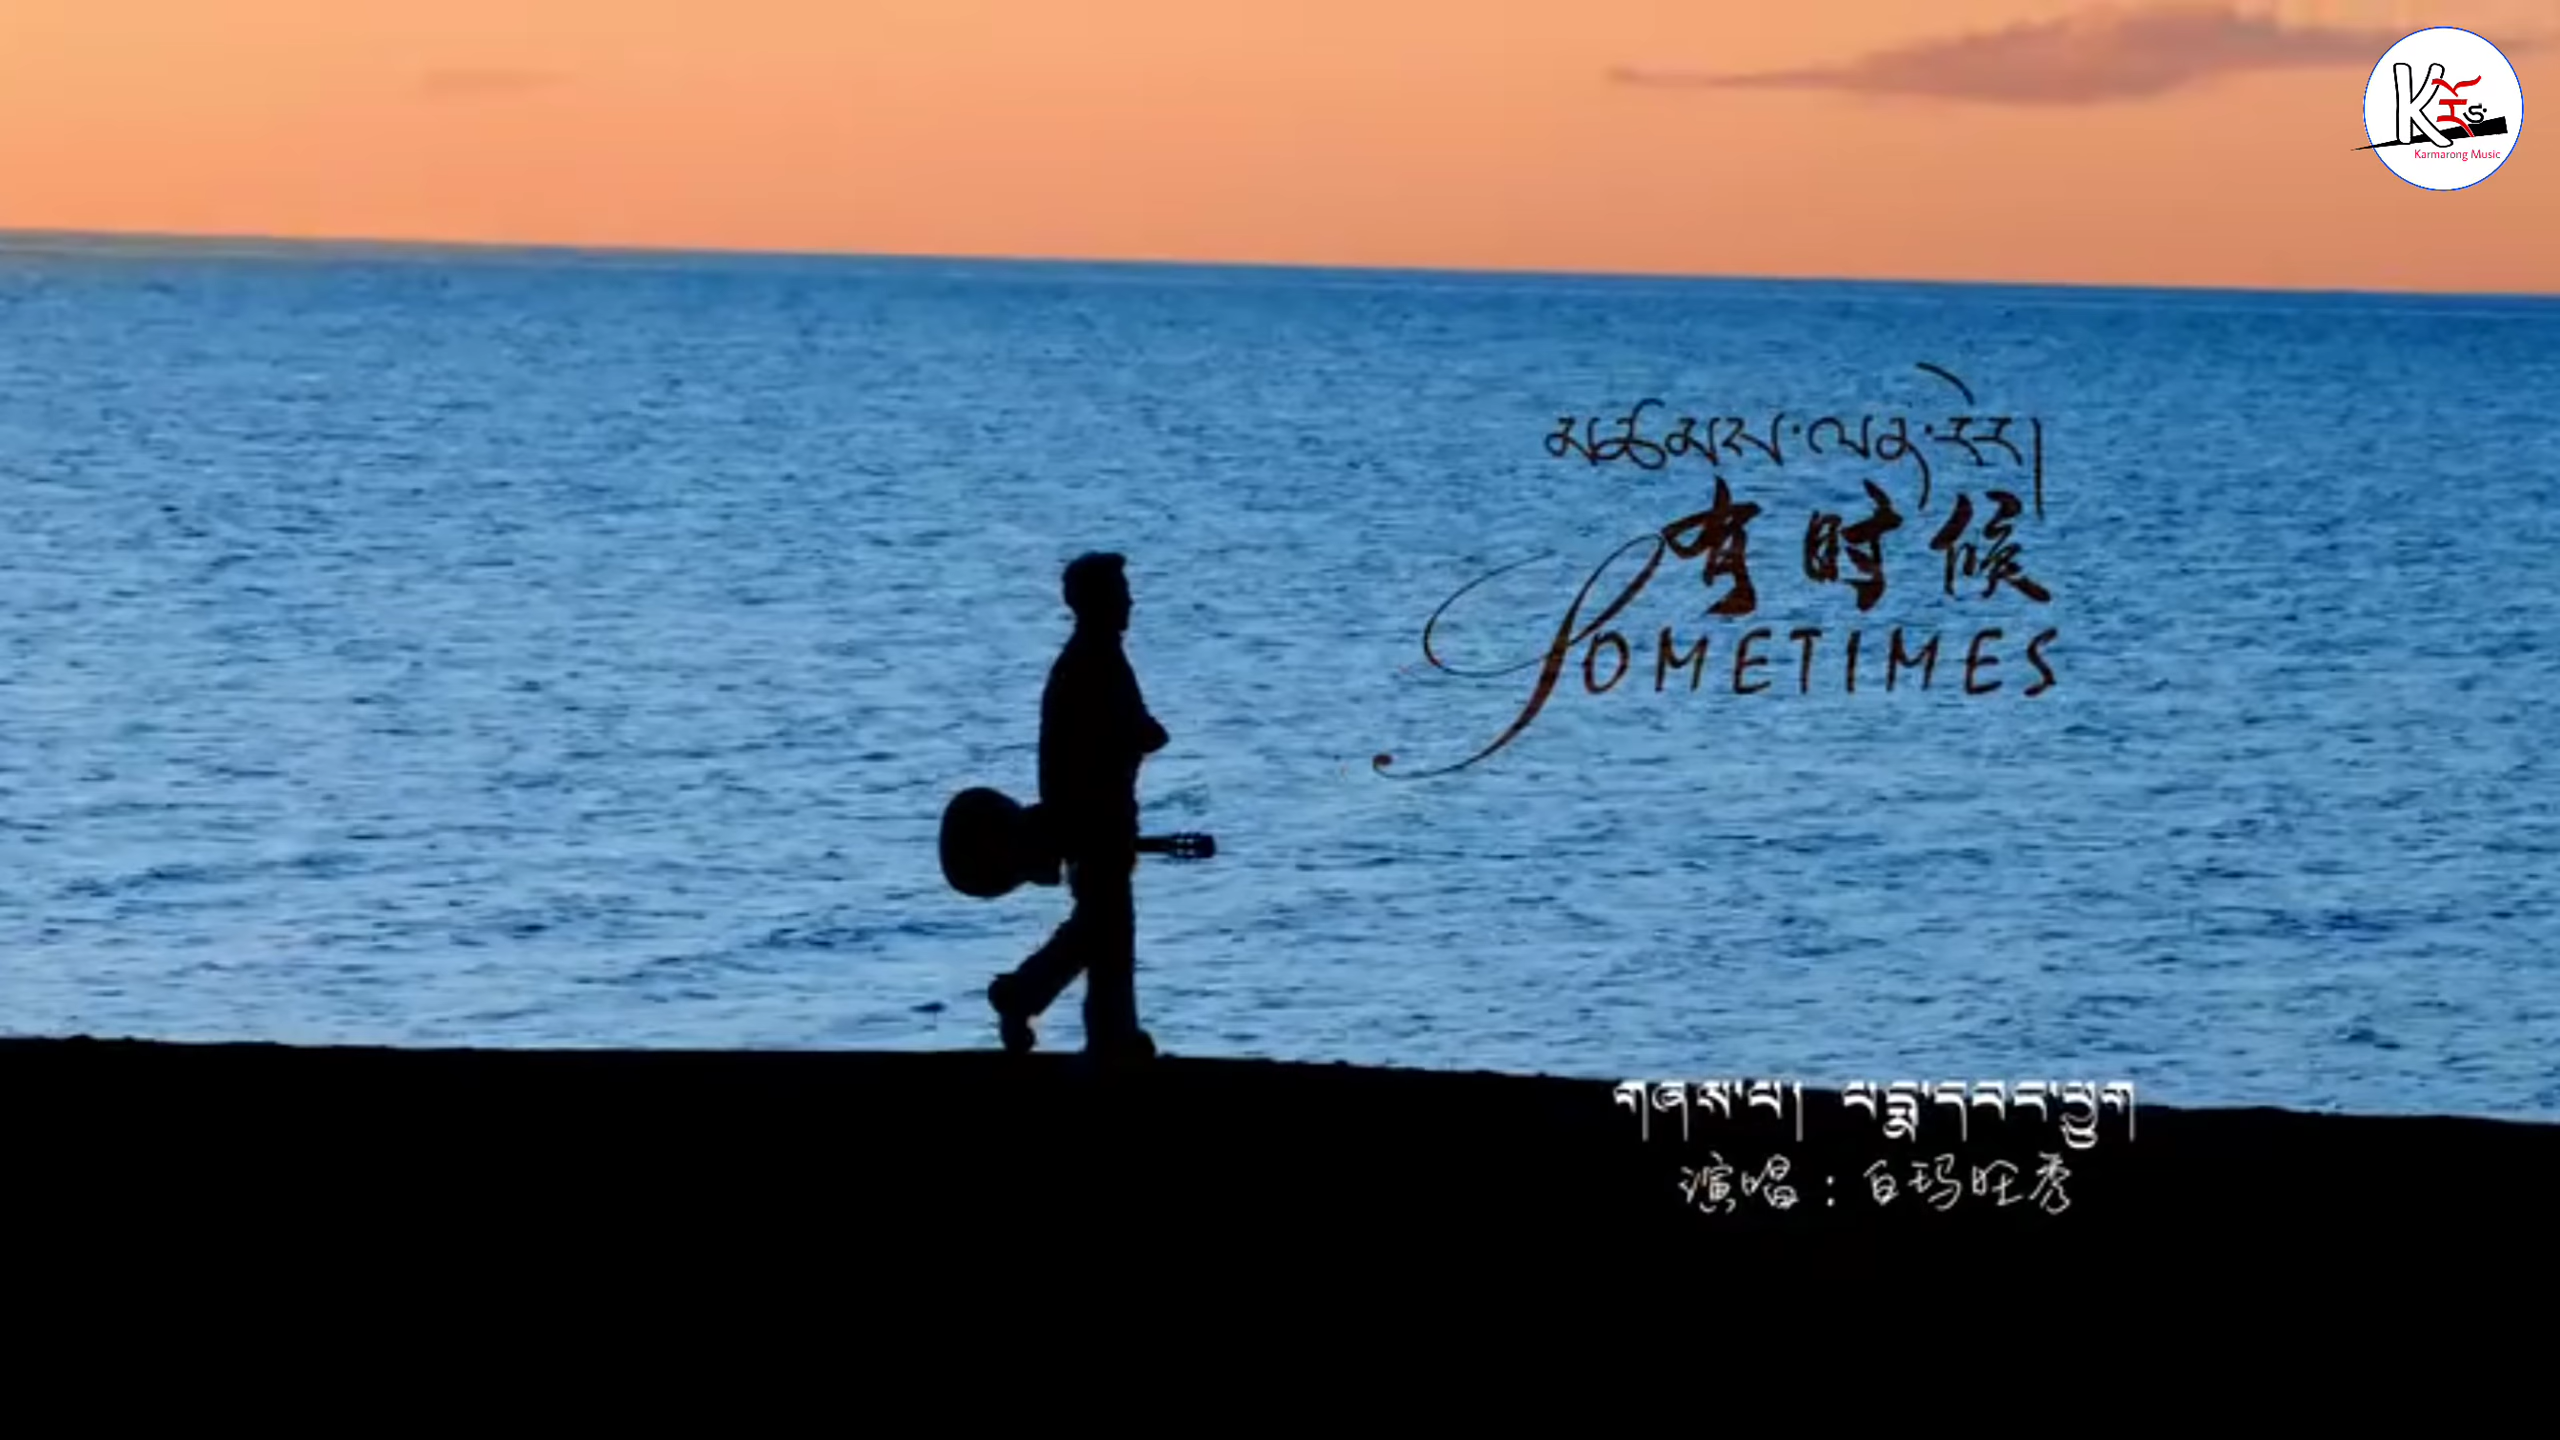 Karmarong Music
མཚམས་ལན་རེར།
有时候
SOMETIMES
གཞས་པ། པདྨ་དབང་ཕྱུག
演唱：白玛旺秀